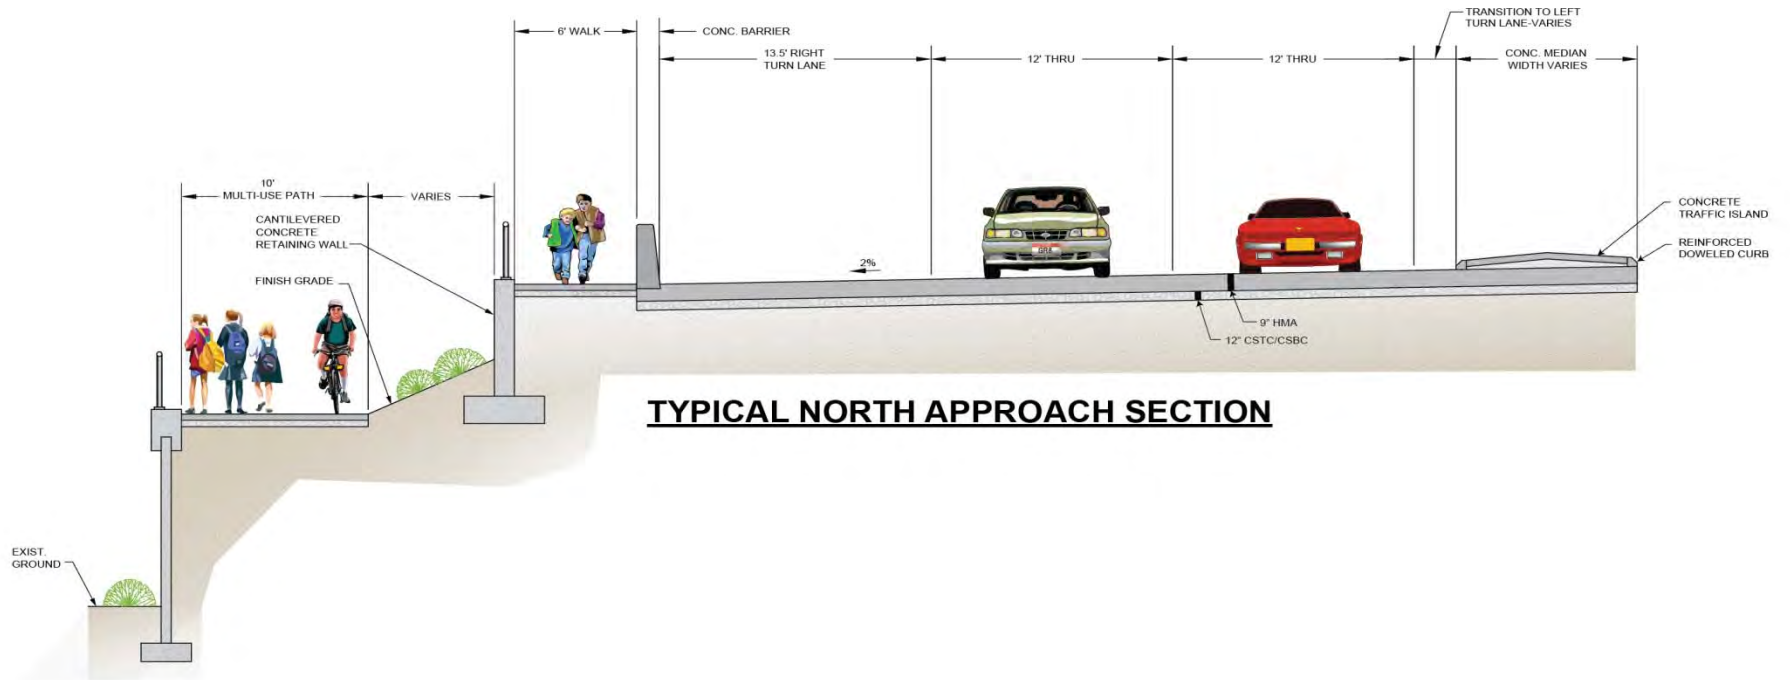 TRANSITION TO LEFT
TURN LANE-VARIES
6' WALK
CONC. BARRIER
13.5' RIGHT
TURN LANE
12' THRU
12' THRU
CONC. MEDIAN
WIDTH VARIES
10'
MULTI-USE PATH
VARIES
CANTILEVERED
CONCRETE
RETAINING WALL
FINISH GRADE
2%
CONCRETE
TRAFFIC ISLAND
REINFORCED
DOWELED CURB
9" HMA
12" CSTC/CSBC
TYPICAL NORTH APPROACH SECTION
EXIST.
GROUND